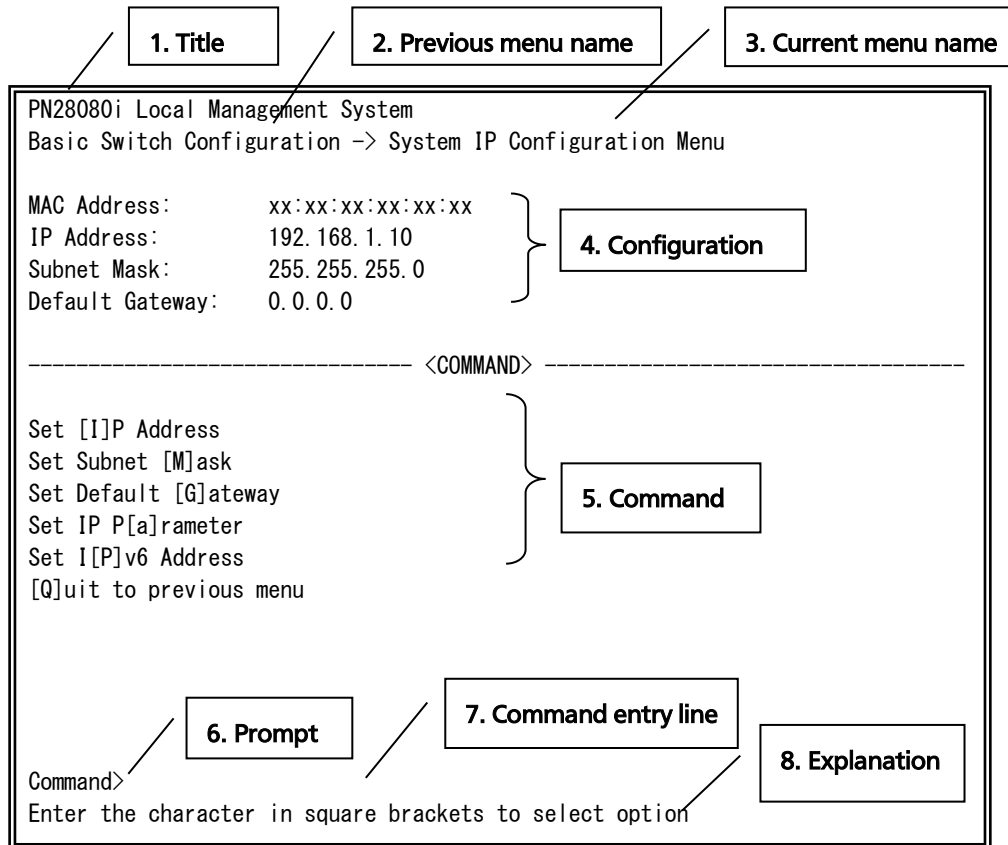 1. Title
2. Previous menu name
3. Current menu name
PN28080i Local Management System
Basic Switch Configuration -> System IP Configuration Menu
MAC Address: xx:xx:xx:xx:xx:xx
IP Address: 192.168.1.10
Subnet Mask: 255.255.255.0
Default Gateway: 0.0.0.0
4. Configuration
-------------------------------- <COMMAND> -----------------------------------
Set [I]P Address
Set Subnet [M]ask
Set Default [G]ateway
Set IP P[a]rameter
Set I[P]v6 Address
[Q]uit to previous menu
5. Command
6. Prompt
7. Command entry line
8. Explanation
Command>
Enter the character in square brackets to select option